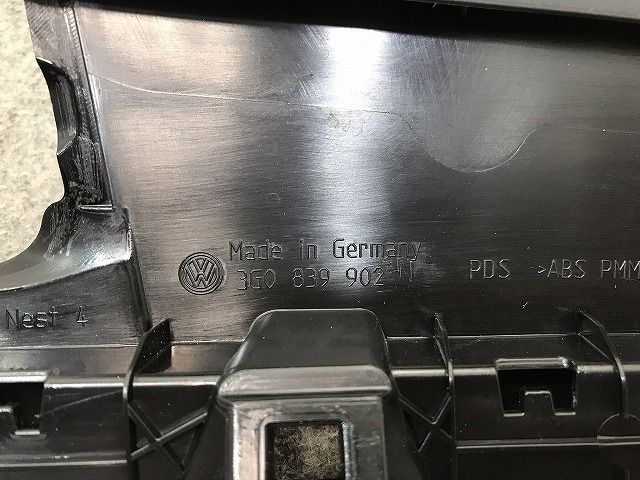 Made in Germany
3G0 839 902
PDS >ABS PMM
Nest 4